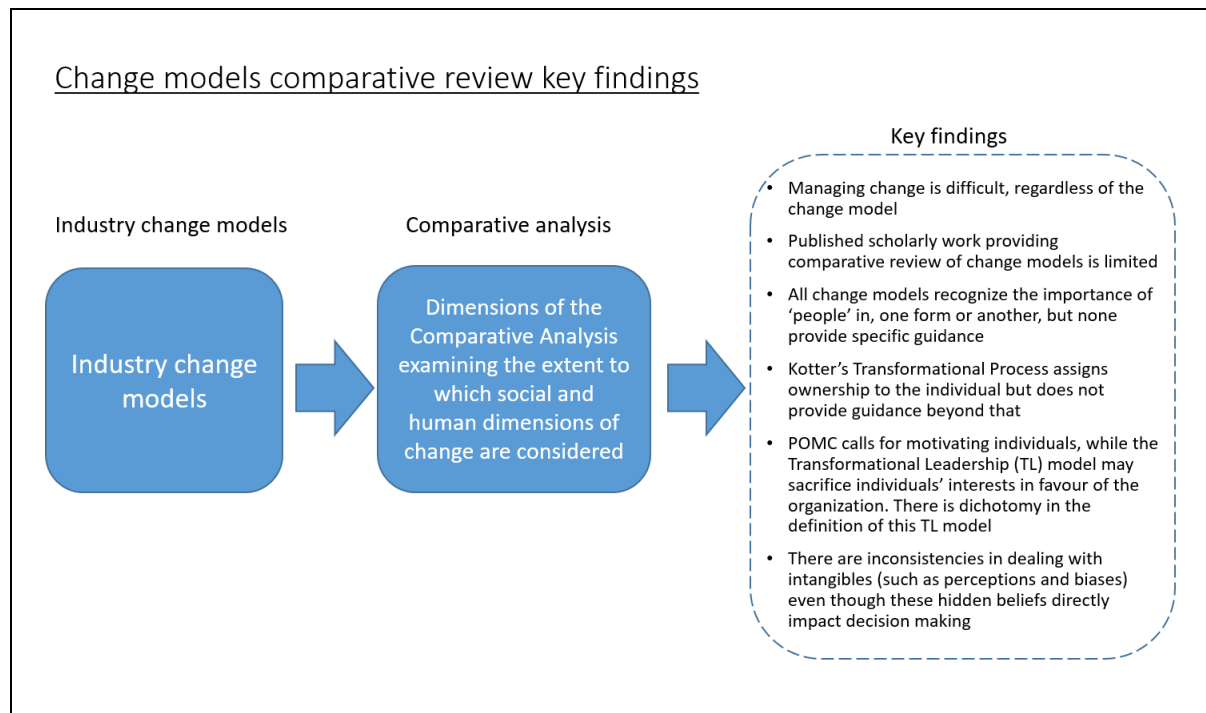 Change models comparative review key findings
Industry change models
Industry change
models
Comparative analysis
Dimensions of the
Comparative Analysis
examining the extent to
which social and
human dimensions of
change are considered
Key findings
• Managing change is difficult, regardless of the
change model
• Published scholarly work providing
comparative review of change models is limited
• All change models recognize the importance of
‘people’ in, one form or another, but none
provide specific guidance
• Kotter’s Transformational Process assigns
ownership to the individual but does not
provide guidance beyond that
• POMC calls for motivating individuals, while the
Transformational Leadership (TL) model may
sacrifice individuals’ interests in favour of the
organization. There is dichotomy in the
definition of this TL model
• There are inconsistencies in dealing with
intangibles (such as perceptions and biases)
even though these hidden beliefs directly
impact decision making